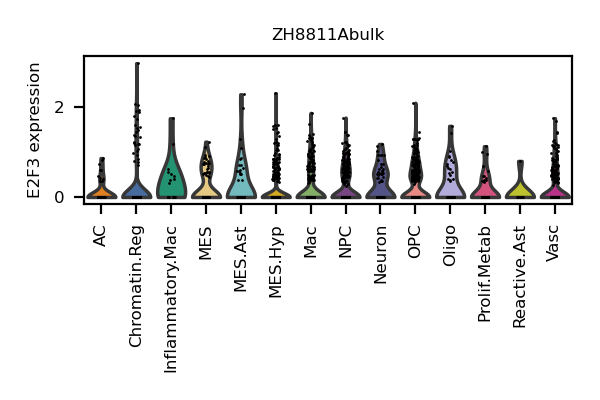 ZH8811Abulk
E2F3 expression
2
0
AC
Chromatin.Reg
Inflammatory.Mac
MES
MES.Ast
MES.Hyp
Mac
NPC
Neuron
OPC
Oligo
Prolif.Metab
Reactive.Ast
Vasc